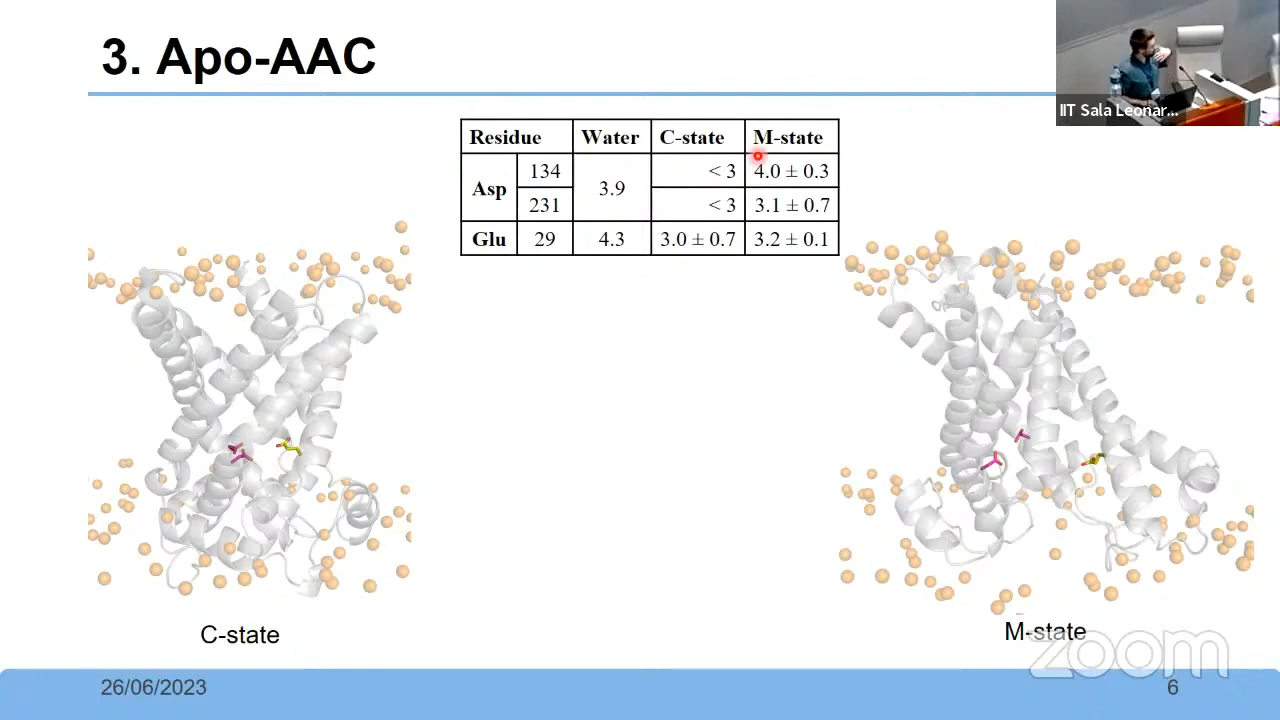 3. Apo-AAC
IIT Sala Leonar...
Residue Water C-state M-state
Asp 134 3.9 < 3 4.0 ± 0.3
231 < 3 3.1 ± 0.7
Glu 29 4.3 3.0 ± 0.7 3.2 ± 0.1
C-state
M-state
zoom
26/06/2023
6